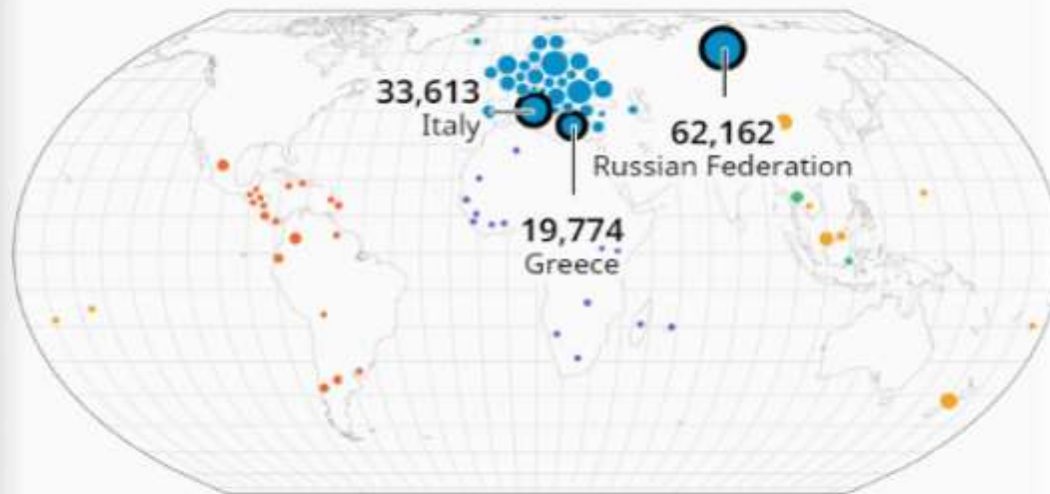 33,613
Italy
62,162
Russian Federation
19,774
Greece